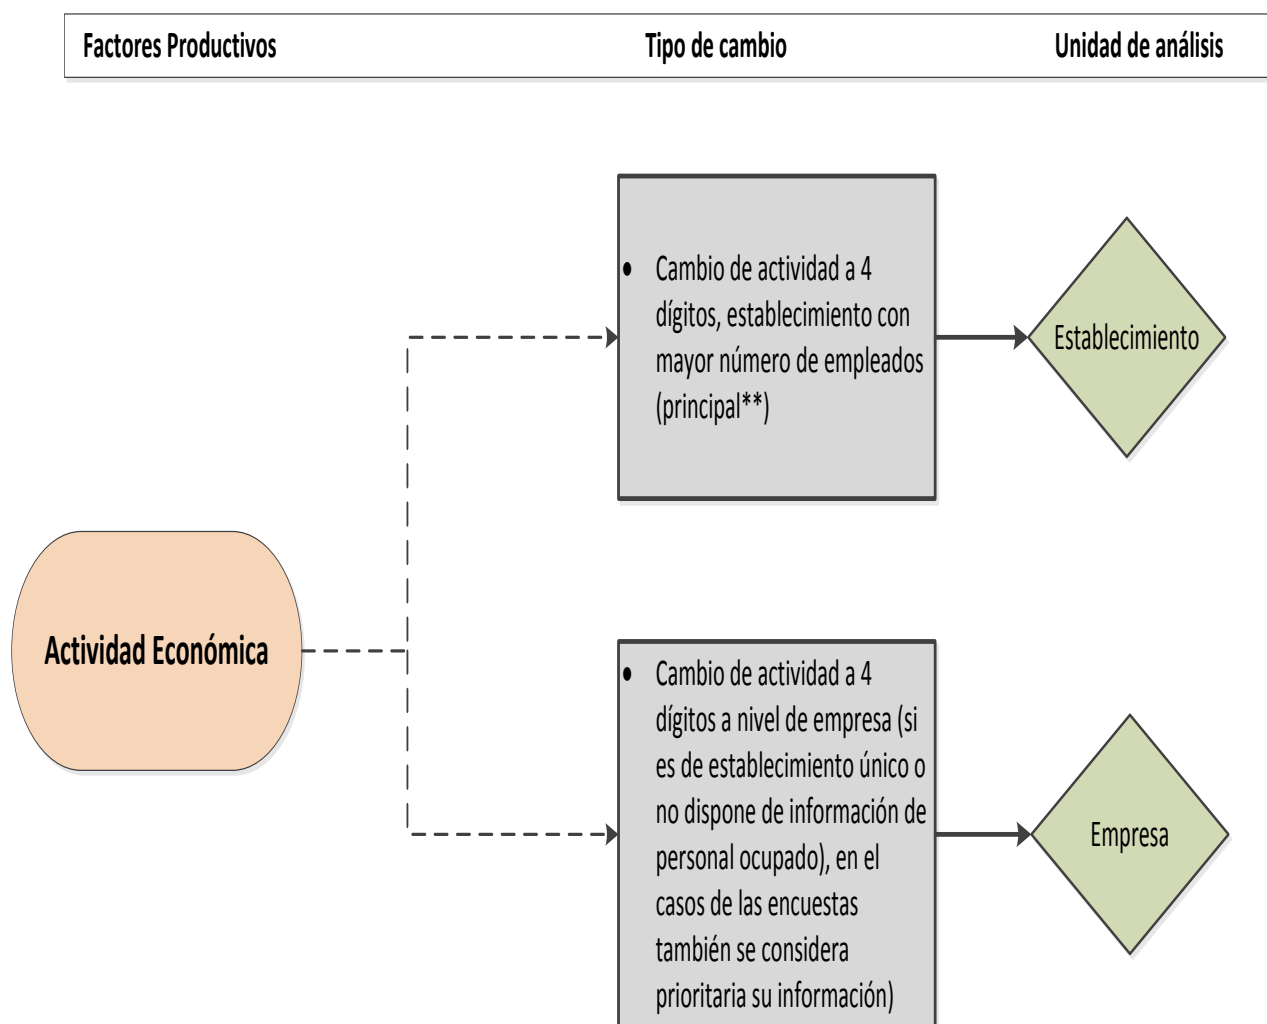 Factores Productivos Tipo de cambio Unidad de análisis
• Cambio de actividad a 4
dígitos, establecimiento con
mayor número de empleados
(principal**)
Establecimiento
Actividad Económica
• Cambio de actividad a 4
dígitos a nivel de empresa (si
es de establecimiento único o
no dispone de información de
personal ocupado), en el
casos de las encuestas
también se considera
prioritaria su información)
Empresa